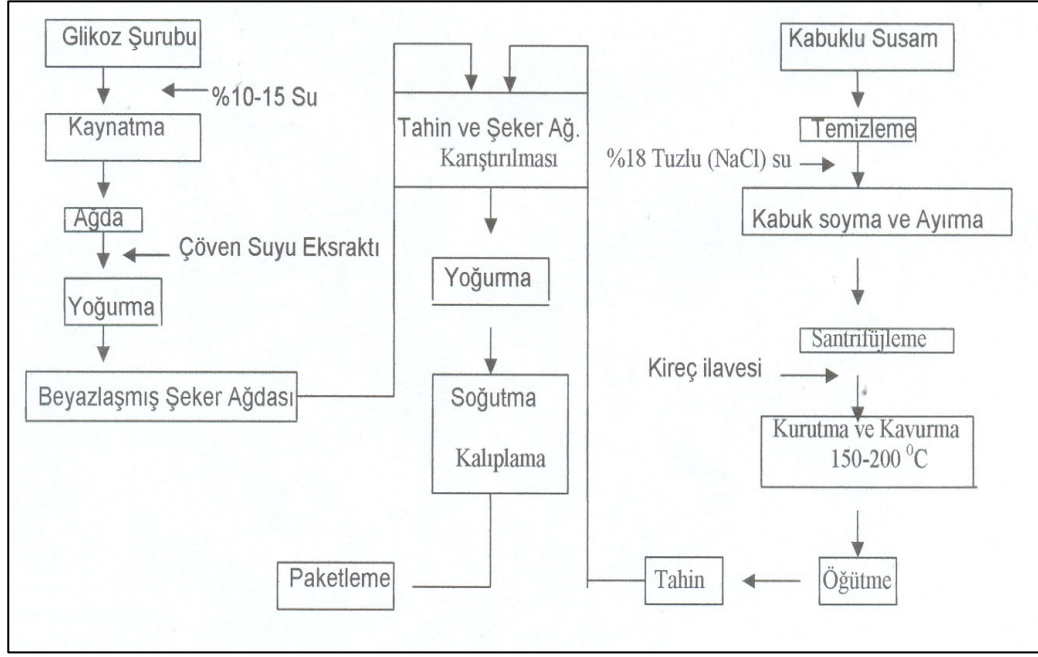 Glikoz Şurubu
%10-15 Su
Kaynatma
Ağda
Çöven Suyu Eksraktı
Yoğurma
Beyazlaşmış Şeker Ağdası
Tahin ve Şeker Ağ.
Karıştırılması
Yoğurma
Soğutma
Kalıplama
Paketleme
Kabuklu Susam
Temizleme
%18 Tuzlu (NaCl) su
Kabuk soyma ve Ayırma
Santrifüjleme
Kireç ilavesi
Kurutma ve Kavurma
150-200 ⁰C
Öğütme
Tahin